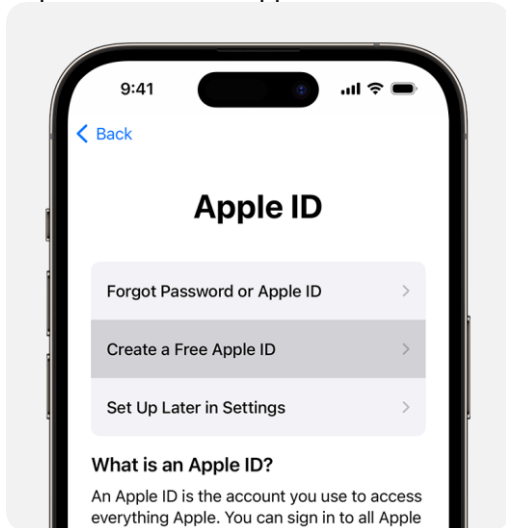 9:41
Back
Apple ID
Forgot Password or Apple ID
Create a Free Apple ID
Set Up Later in Settings
What is an Apple ID?
An Apple ID is the account you use to access
everything Apple. You can sign in to all Apple